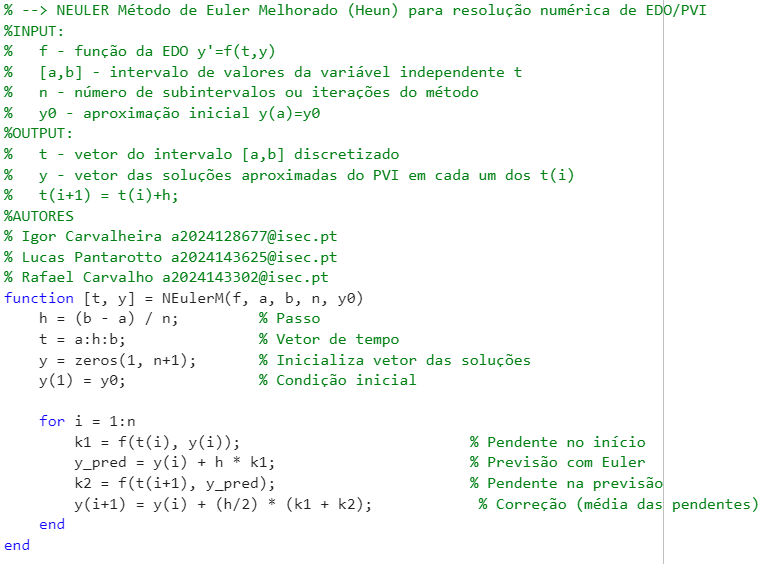 % --> NEULER Método de Euler Melhorado (Heun) para resolução numérica de EDO/PVI
%INPUT:
%   f - função da EDO y'=f(t,y)
%   [a,b] - intervalo de valores da variável independente t
%   n - número de subintervalos ou iterações do método
%   y0 - aproximação inicial y(a)=y0
%OUTPUT:
%   t - vetor do intervalo [a,b] discretizado
%   y - vetor das soluções aproximadas do PVI em cada um dos t(i)
%   t(i+1) = t(i)+h;
%AUTORES
% Igor Carvalheira a2024128677@isec.pt
% Lucas Pantarotto a2024143625@isec.pt
% Rafael Carvalho a2024143302@isec.pt
function [t, y] = NEulerM(f, a, b, n, y0)
    h = (b - a) / n;         % Passo
    t = a:h:b;               % Vetor de tempo
    y = zeros(1, n+1);       % Inicializa vetor das soluções
    y(1) = y0;               % Condição inicial
    for i = 1:n
        k1 = f(t(i), y(i));                          % Pendente no início
        y_pred = y(i) + h * k1;                      % Previsão com Euler
        k2 = f(t(i+1), y_pred);                      % Pendente na previsão
        y(i+1) = y(i) + (h/2) * (k1 + k2);            % Correção (média das pendentes)
    end
end